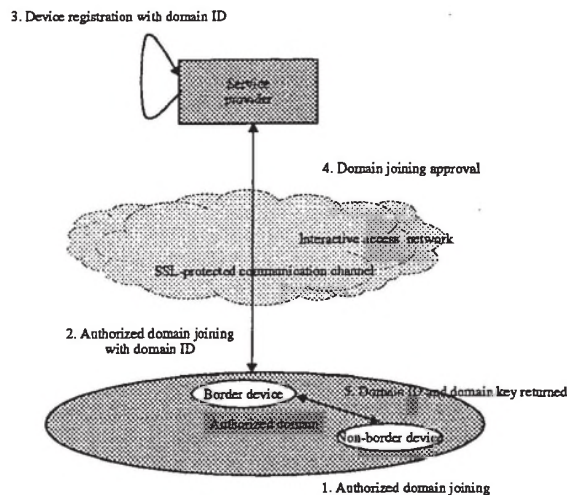 3. Device registration with domain ID
Service
provider
4. Domain joining approval
Interactive access network
SSL-protected communication channel
2. Authorized domain joining
with domain ID
Border device
5. Domain ID and domain key returned
Authorized domain
Non-border device
1. Authorized domain joining